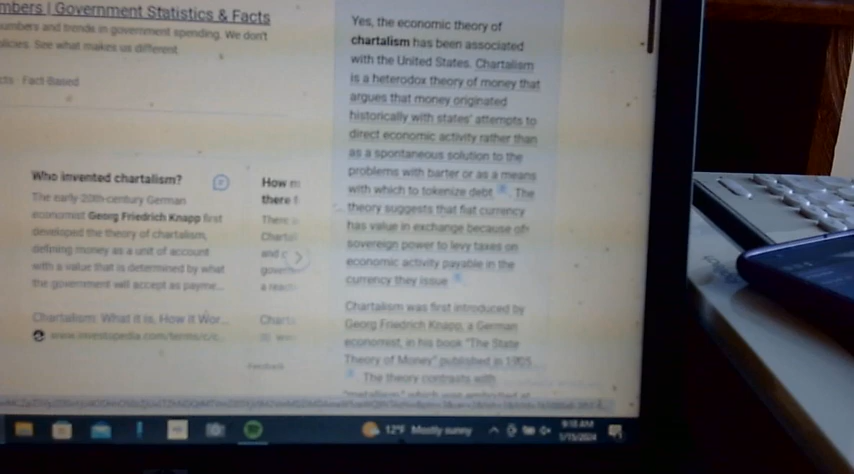 mbers | Government Statistics & Facts
umbers and trends in government spending. We don't
olicies. See what makes us different
cts · Fact-Based
Who invented chartalism?
The early 20th-century German
economist Georg Friedrich Knapp first
developed the theory of chartalism,
defining money as a unit of account
with a value that is determined by what
the government will accept as payme...
Chartalism: What It Is, How It Wor...
www.investopedia.com/terms/c/c...
How m
there f
There
Chartal
and
govern
a react
Charta
Feedback
Yes, the economic theory of
chartalism has been associated
with the United States. Chartalism
is a heterodox theory of money that
argues that money originated
historically with states' attempts to
direct economic activity rather than
as a spontaneous solution to the
problems with barter or as a means
with which to tokenize debt. The
theory suggests that fiat currency
has value in exchange because of
sovereign power to levy taxes on
economic activity payable in the
currency they issue
Chartalism was first introduced by
Georg Friedrich Knapp, a German
economist, in his book "The State
Theory of Money" published in 1905
The theory contrasts with
12°F Mostly sunny
9:18 AM
1/15/2024